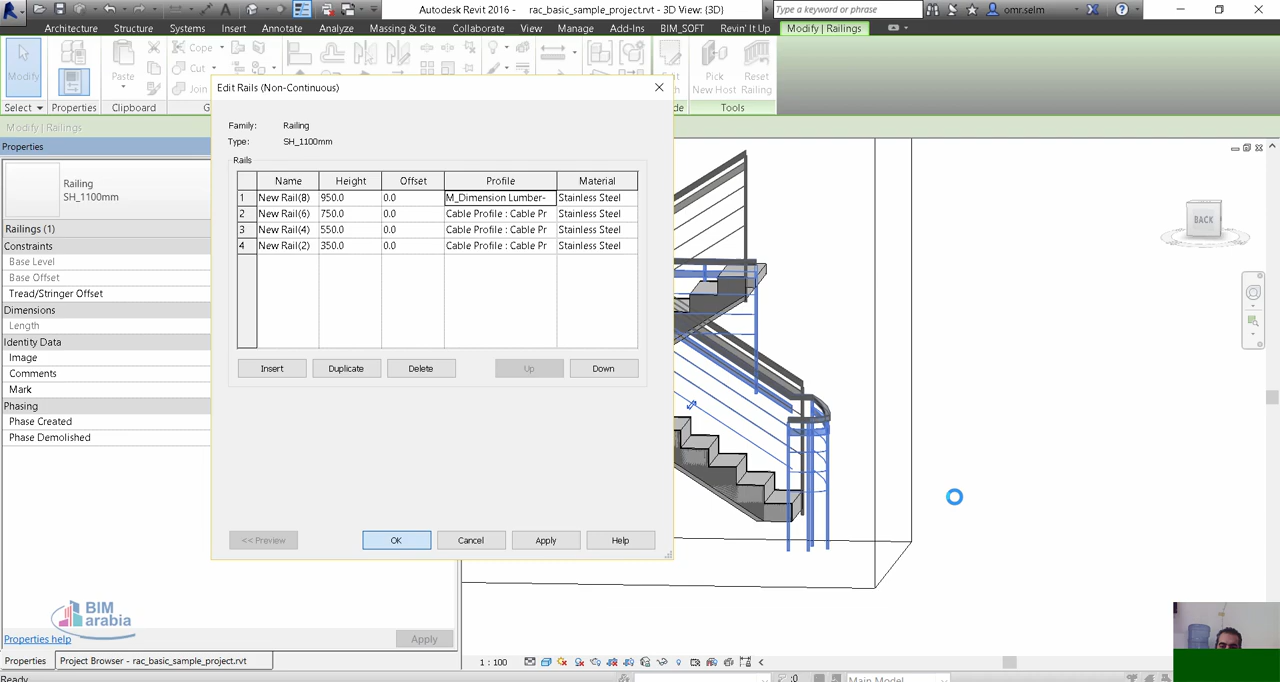 Autodesk Revit 2016 - rac_basic_sample_project.rvt - 3D View: {3D}
Type a keyword or phrase
omr.selm
Architecture Structure Systems Insert Annotate Analyze Massing & Site Collaborate View Manage Add-Ins BIM_SOFT Revin' It Up Modify | Railings
Modify
Paste
Cope
Cut
Join
Pick
New Host
Reset
Railing
Select Properties Clipboard
Tools
Modify | Railings
Properties
Railing
SH_1100mm
Railings (1)
Constraints
Base Level
Base Offset
Tread/Stringer Offset
Dimensions
Length
Identity Data
Image
Comments
Mark
Phasing
Phase Created
Phase Demolished
Edit Rails (Non-Continuous)
Family: Railing
Type: SH_1100mm
Rails
Name Height Offset Profile Material
1 New Rail(8) 950.0 0.0 M_Dimension Lumber- Stainless Steel
2 New Rail(6) 750.0 0.0 Cable Profile : Cable Pr Stainless Steel
3 New Rail(4) 550.0 0.0 Cable Profile : Cable Pr Stainless Steel
4 New Rail(2) 350.0 0.0 Cable Profile : Cable Pr Stainless Steel
Insert Duplicate Delete Up Down
<< Preview OK Cancel Apply Help
BACK
BIM
arabia
Properties help
Apply
Properties Project Browser - rac_basic_sample_project.rvt
1 : 100
Ready
:0
Main Model